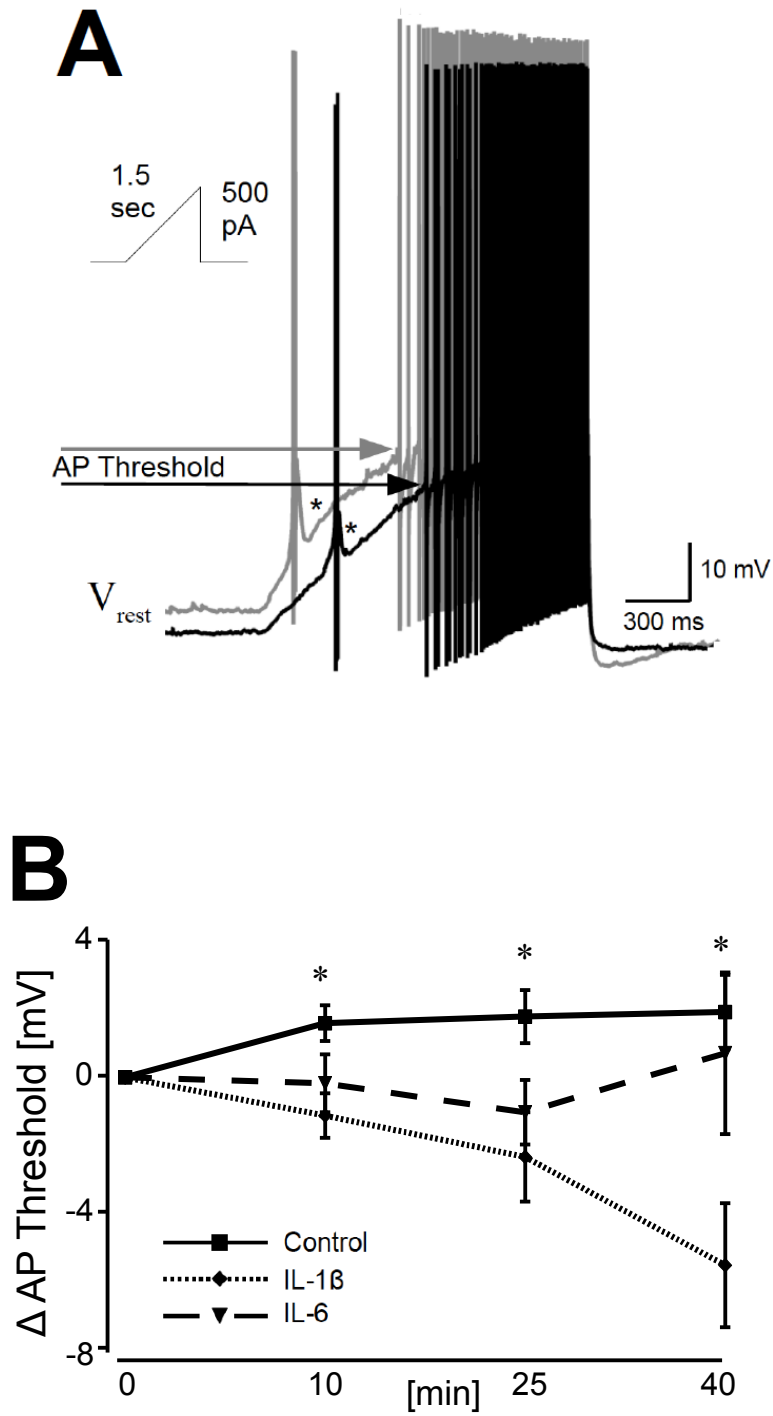 A
1.5
sec
500
pA
AP Threshold
*
*
Vrest
10 mV
300 ms
B
Δ AP Threshold [mV]
4
0
-4
-8
*
*
*
Control
IL-1ß
IL-6
0
10
[min]
25
40